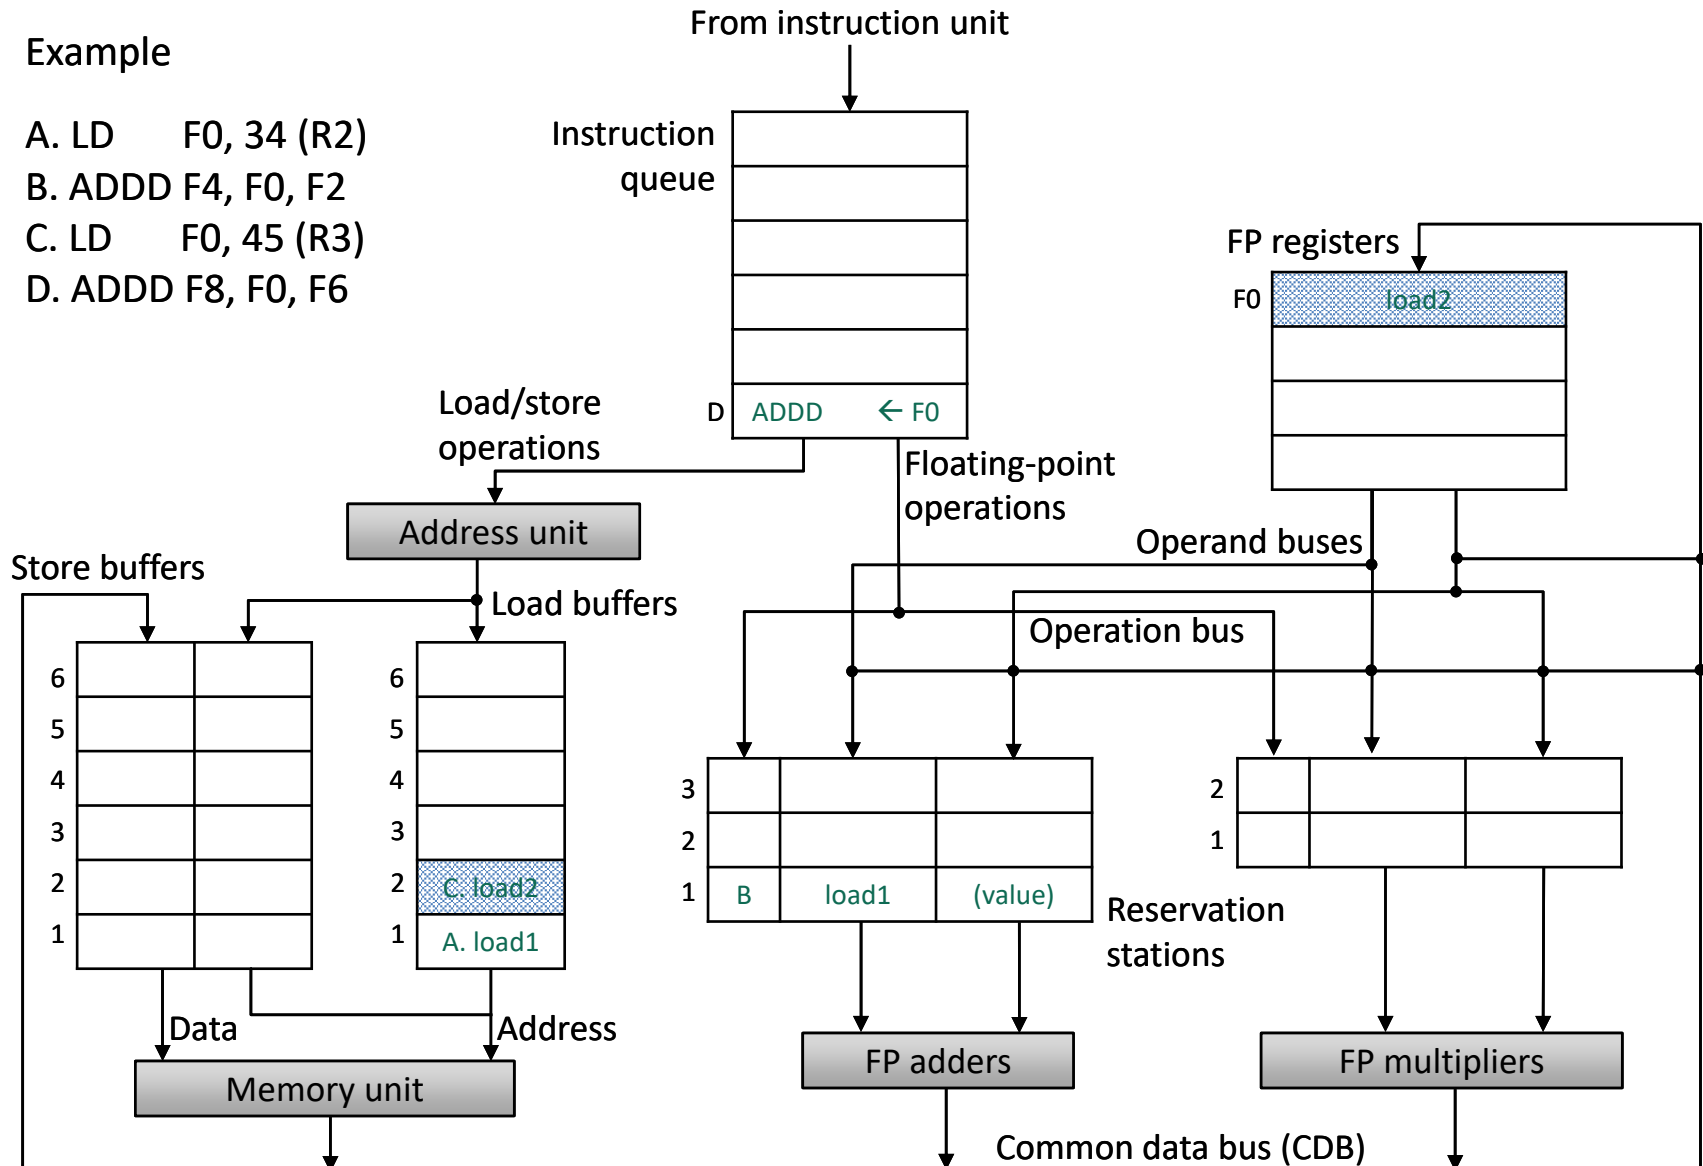 From instruction unit
Example
A. LD F0, 34 (R2)
B. ADDD F4, F0, F2
C. LD F0, 45 (R3)
D. ADDD F8, F0, F6
Instruction
queue
D ADDD ← F0
FP registers
F0 load2
Load/store
operations
Floating-point
operations
Address unit
Operand buses
Store buffers
Load buffers
Operation bus
6
5
4
3
2
1
6
5
4
3
2 C. load2
1 A. load1
3
2
1 B load1 (value)
2
1
Reservation
stations
Data
Address
Memory unit
FP adders
FP multipliers
Common data bus (CDB)